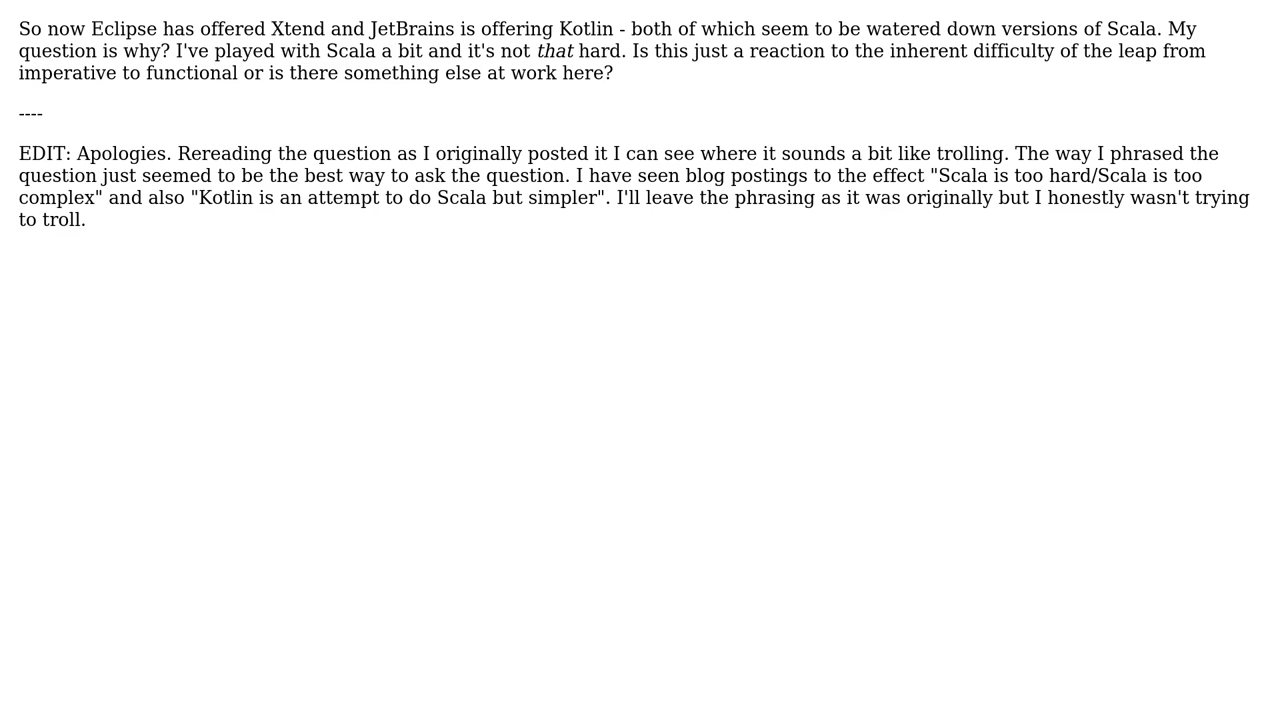 So now Eclipse has offered Xtend and JetBrains is offering Kotlin - both of which seem to be watered down versions of Scala. My
question is why? I've played with Scala a bit and it's not that hard. Is this just a reaction to the inherent difficulty of the leap from
imperative to functional or is there something else at work here?
----
EDIT: Apologies. Rereading the question as I originally posted it I can see where it sounds a bit like trolling. The way I phrased the
question just seemed to be the best way to ask the question. I have seen blog postings to the effect "Scala is too hard/Scala is too
complex" and also "Kotlin is an attempt to do Scala but simpler". I'll leave the phrasing as it was originally but I honestly wasn't trying
to troll.